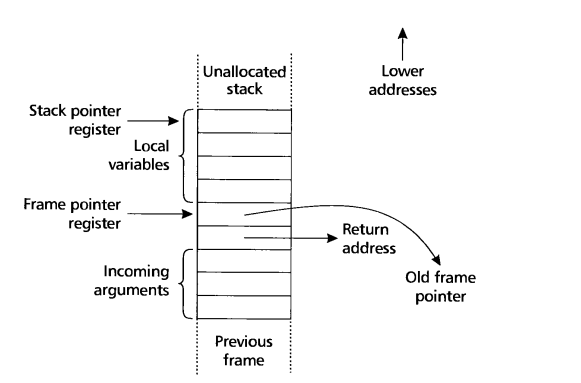 Unallocated
stack
Lower
addresses
Stack pointer
register
Local
variables
Frame pointer
register
Return
address
Incoming
arguments
Old frame
pointer
Previous
frame